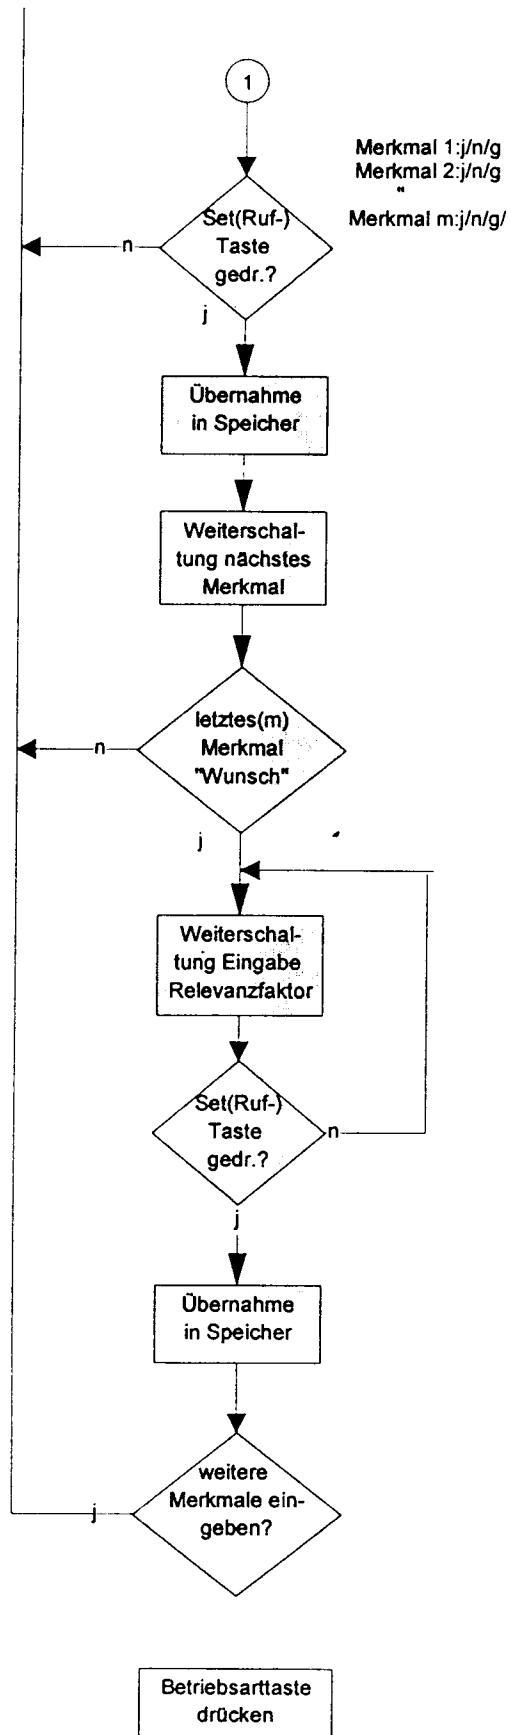 1
Merkmal 1:j/n/g
Merkmal 2:j/n/g
"
Merkmal m:j/n/g/
Set(Ruf-)
Taste
gedr.?
n
j
Übernahme
in Speicher
Weiterschal-
tung nächstes
Merkmal
letztes(m)
Merkmal
"Wunsch"
n
j
Weiterschal-
tung Eingabe
Relevanzfaktor
Set(Ruf-)
Taste
gedr.?
n
j
Übernahme
in Speicher
weitere
Merkmale ein-
geben?
j
Betriebsarttaste
drücken